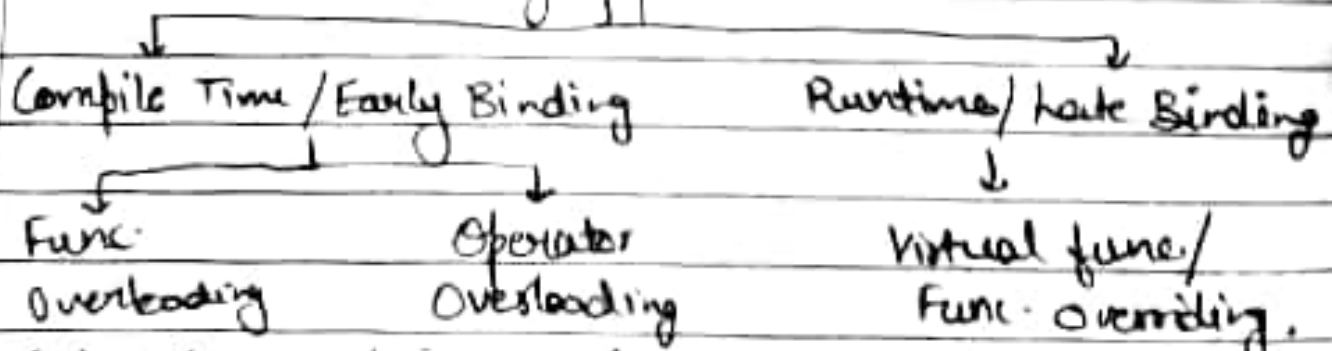 Compile Time / Early Binding Runtime / Late Binding
Func. Operator Virtual func/
Overloading Overloading Func. Overriding.